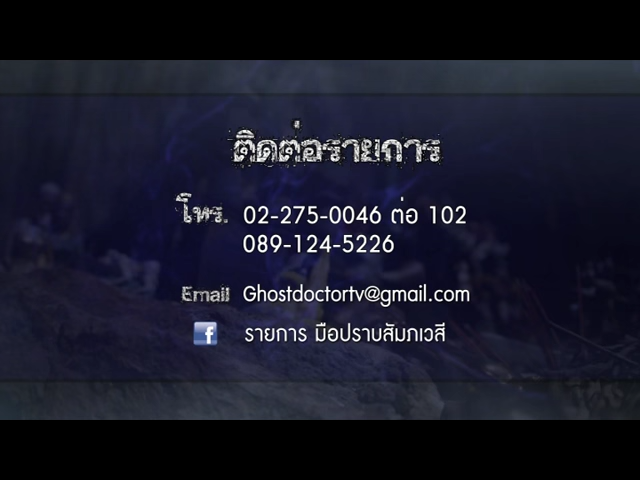 ติดต่อรายการ
โทร. 02-275-0046 ต่อ 102
089-124-5226
Email Ghostdoctortv@gmail.com
f รายการ มือปราบสัมภเวสี